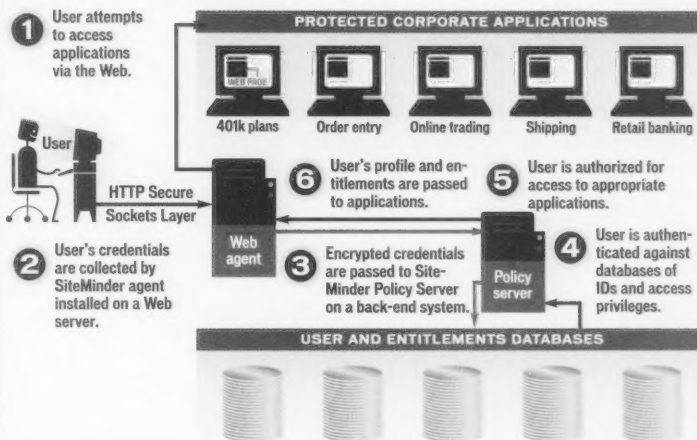 1 User attempts
to access
applications
via the Web.
PROTECTED CORPORATE APPLICATIONS
WEB PAGE
401k plans
Order entry
Online trading
Shipping
Retail banking
User
HTTP Secure
Sockets Layer
2 User's credentials
are collected by
SiteMinder agent
installed on a Web
server.
Web
agent
6 User's profile and en-
titlements are passed
to applications.
5 User is authorized for
access to appropriate
applications.
3 Encrypted credentials
are passed to Site-
Minder Policy Server
on a back-end system.
Policy
server
4 User is authen-
ticated against
databases of
IDs and access
privileges.
USER AND ENTITLEMENTS DATABASES